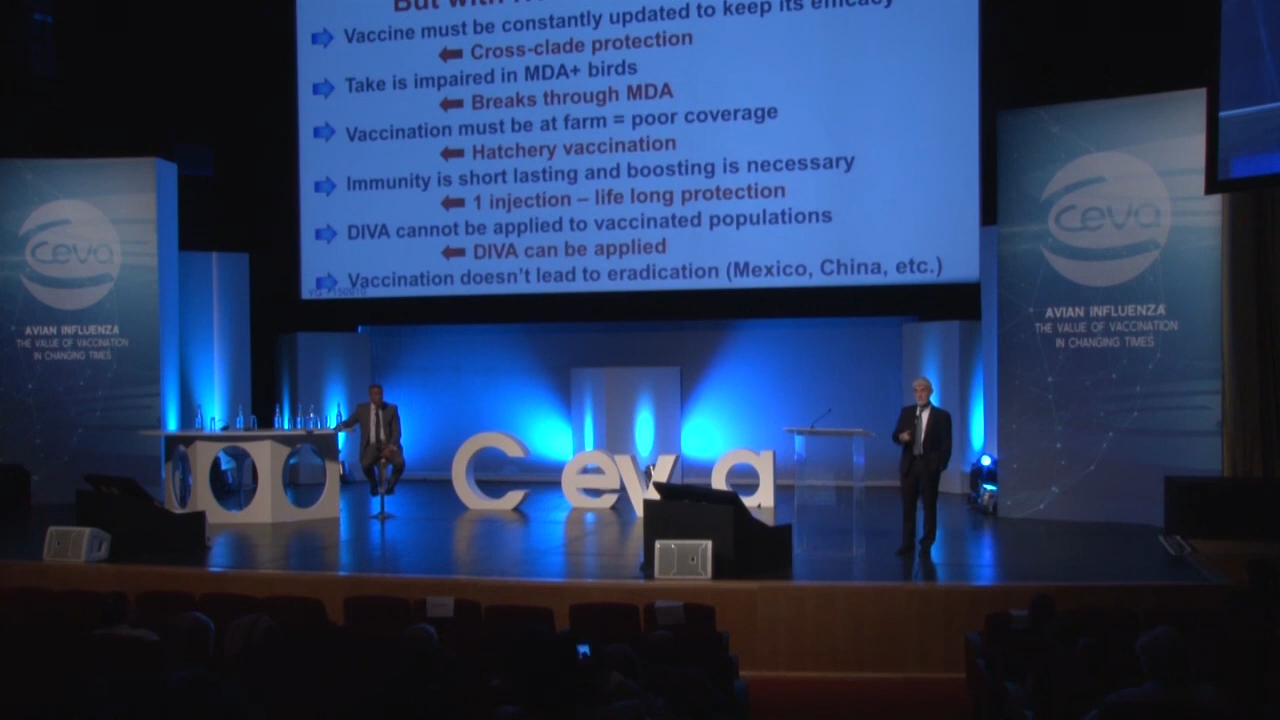 But with
Vaccine must be constantly updated to keep its efficacy
Cross-clade protection
Take is impaired in MDA+ birds
Breaks through MDA
Vaccination must be at farm = poor coverage
Hatchery vaccination
Immunity is short lasting and boosting is necessary
1 injection – life long protection
DIVA cannot be applied to vaccinated populations
DIVA can be applied
Vaccination doesn't lead to eradication (Mexico, China, etc.)
ceva
AVIAN INFLUENZA
THE VALUE OF VACCINATION
IN CHANGING TIMES
ceva
AVIAN INFLUENZA
THE VALUE OF VACCINATION
IN CHANGING TIMES
Ceva